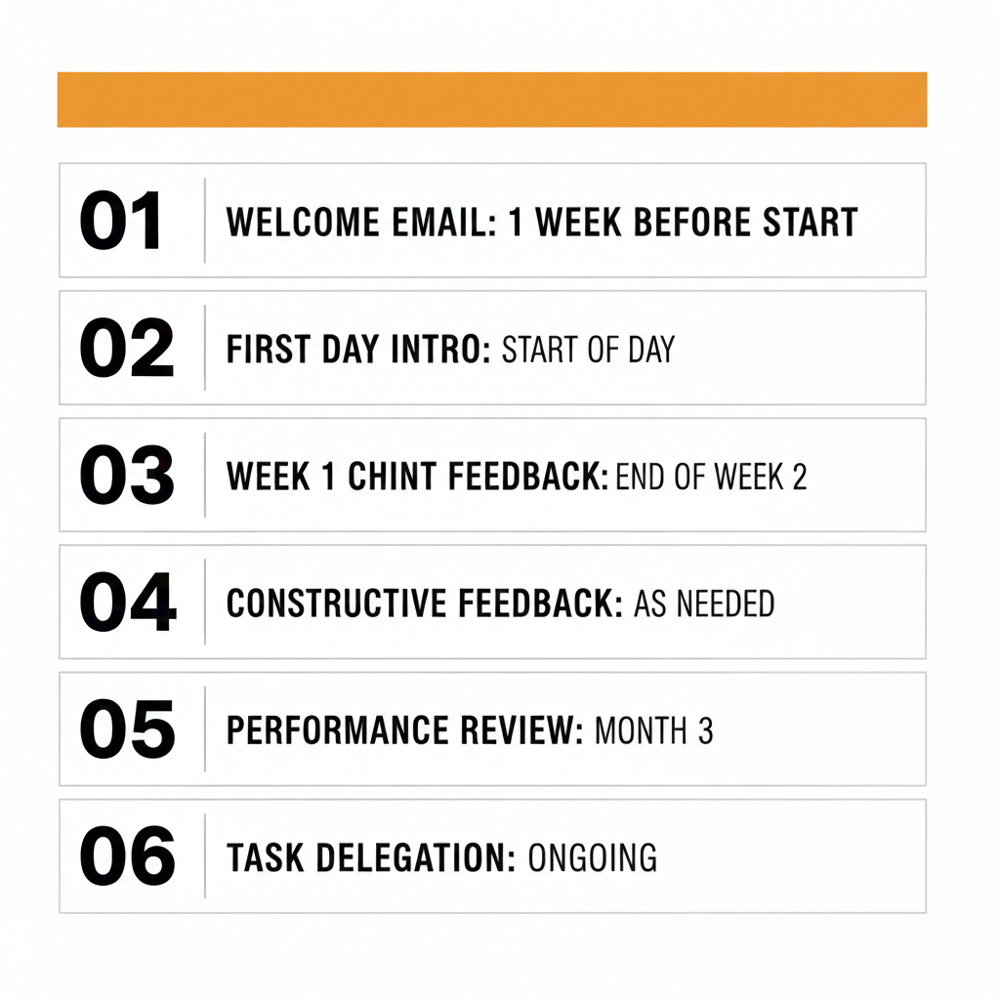 01 WELCOME EMAIL: 1 WEEK BEFORE START
02 FIRST DAY INTRO: START OF DAY
03 WEEK 1 CHINT FEEDBACK: END OF WEEK 2
04 CONSTRUCTIVE FEEDBACK: AS NEEDED
05 PERFORMANCE REVIEW: MONTH 3
06 TASK DELEGATION: ONGOING